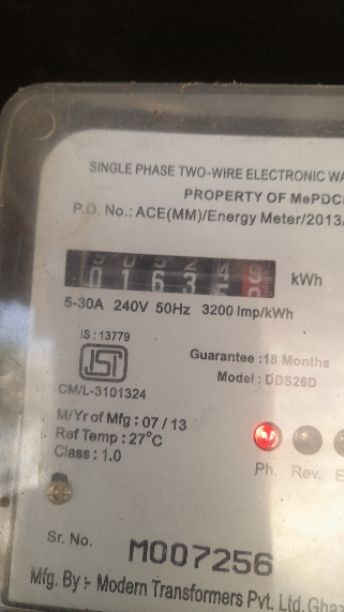 SINGLE PHASE TWO-WIRE ELECTRONIC WA
PROPERTY OF MePDC
P.O. No.: ACE(MM)/Energy Meter/2013
0163
kWh
5-30A 240V 50Hz 3200 Imp/kWh
IS : 13779
ISI
CM/L-3101324
Guarantee : 18 Months
Model : DDS26D
M/Yr of Mfg : 07 / 13
Ref Temp : 27°C
Class : 1.0
Ph. Rev. E
Sr. No. M007256
Mfg. By :- Modern Transformers Pvt. Ltd. Gha